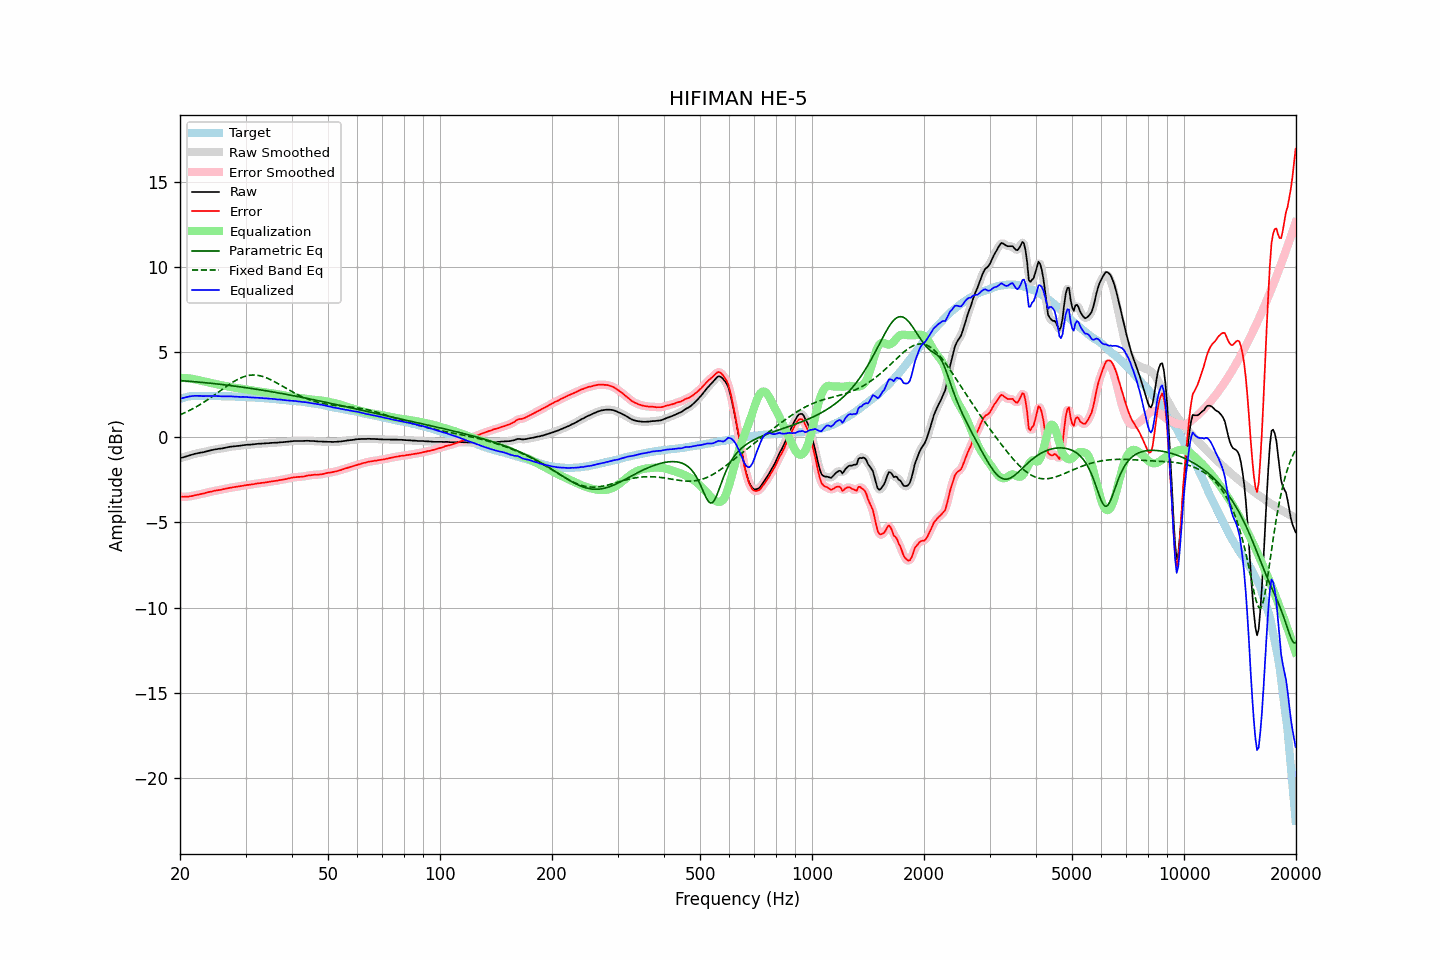 HIFIMAN HE-5
Target
Raw Smoothed
Error Smoothed
Raw
Error
Equalization
Parametric Eq
Fixed Band Eq
Equalized
15
10
5
0
−5
−10
−15
−20
Amplitude (dBr)
20 50 100 200 500 1000 2000 5000 10000 20000
Frequency (Hz)